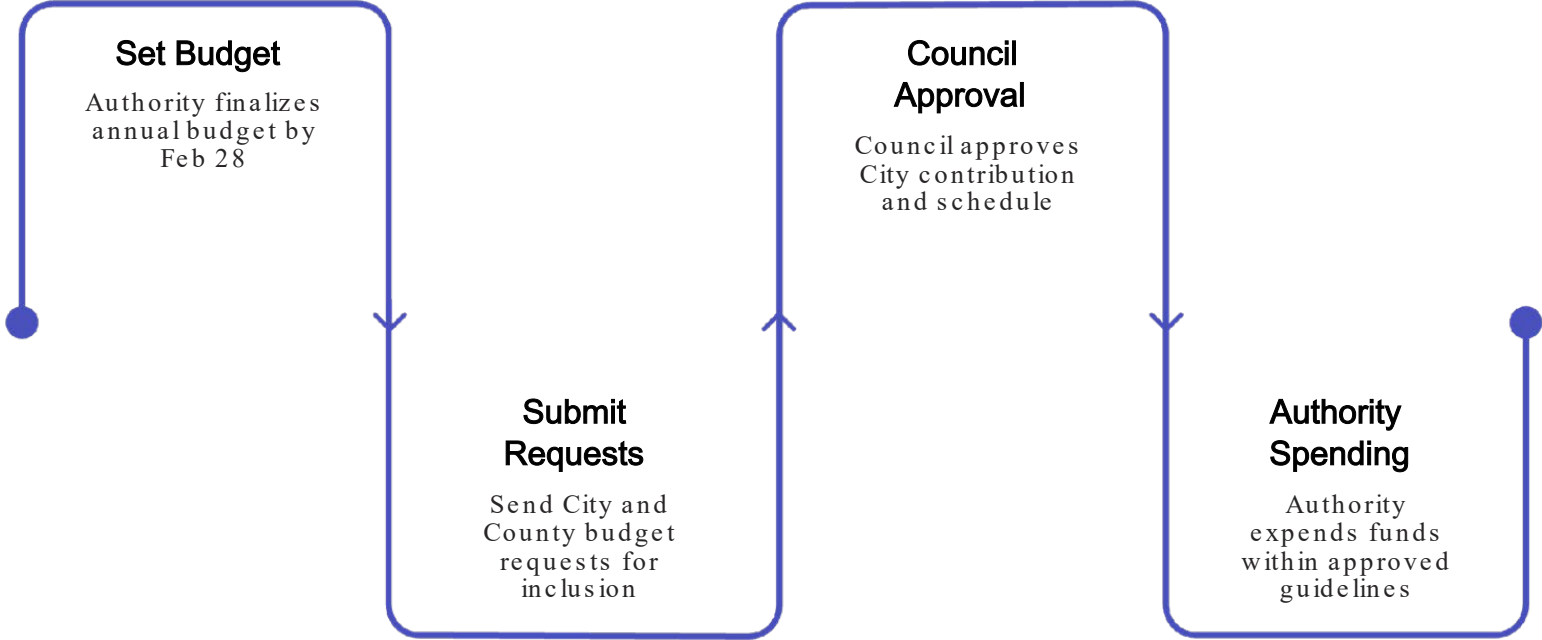 Set Budget
Authority finalizes
annual budget by
Feb 28
Submit
Requests
Send City and
County budget
requests for
inclusion
Council
Approval
Council approves
City contribution
and schedule
Authority
Spending
Authority
expends funds
within approved
guidelines